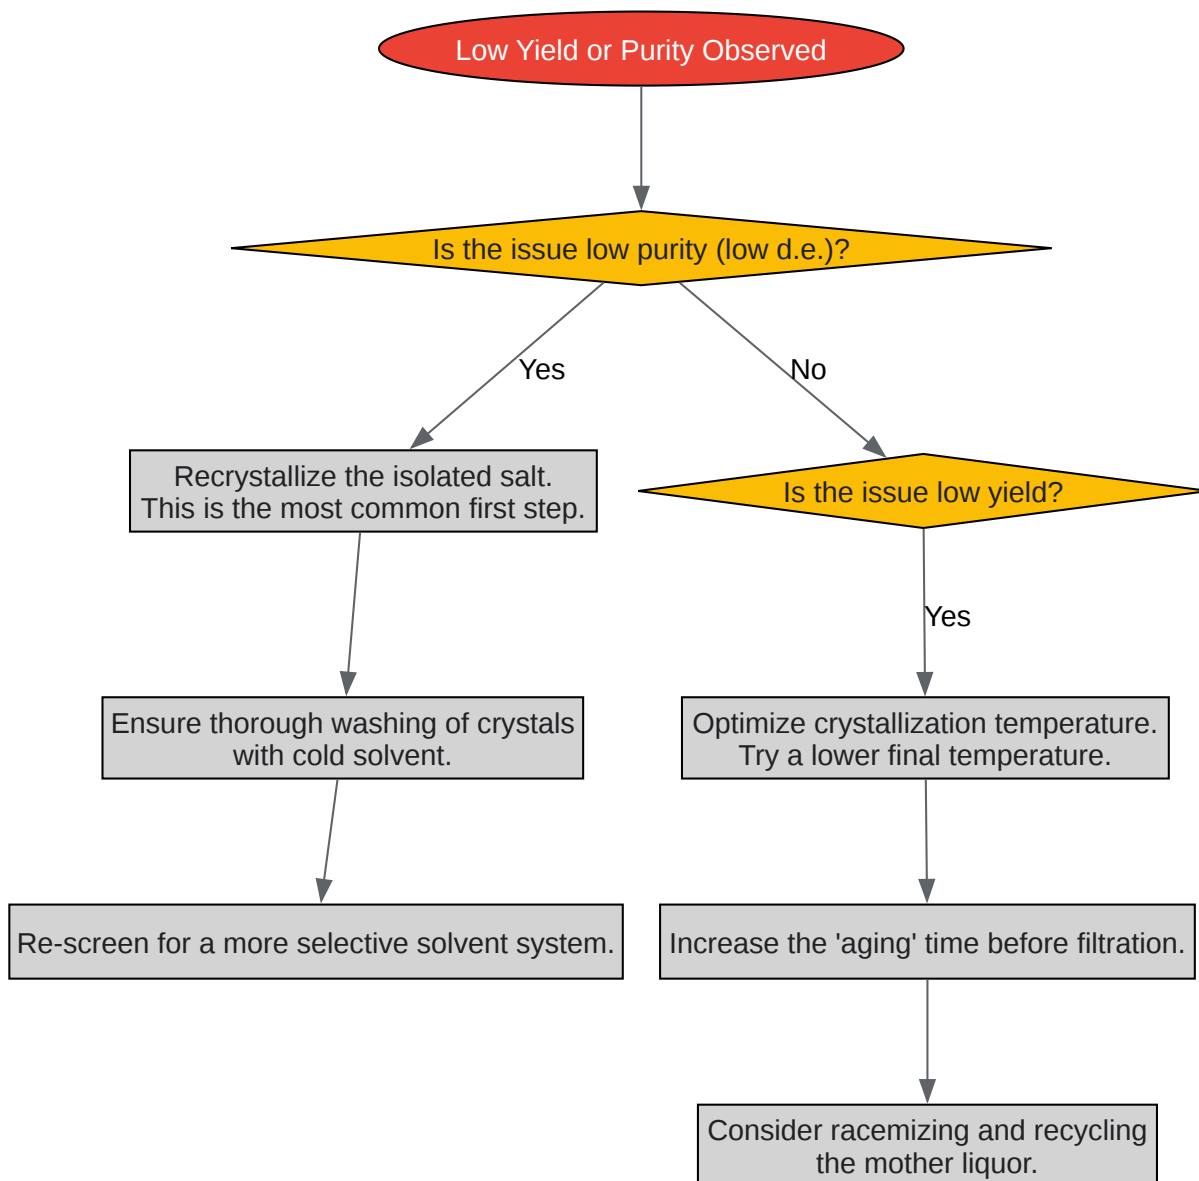 Low Yield or Purity Observed
Is the issue low purity (low d.e.)?
Yes
No
Recrystallize the isolated salt.
This is the most common first step.
Is the issue low yield?
Yes
Ensure thorough washing of crystals
with cold solvent.
Optimize crystallization temperature.
Try a lower final temperature.
Re-screen for a more selective solvent system.
Increase the 'aging' time before filtration.
Consider racemizing and recycling
the mother liquor.